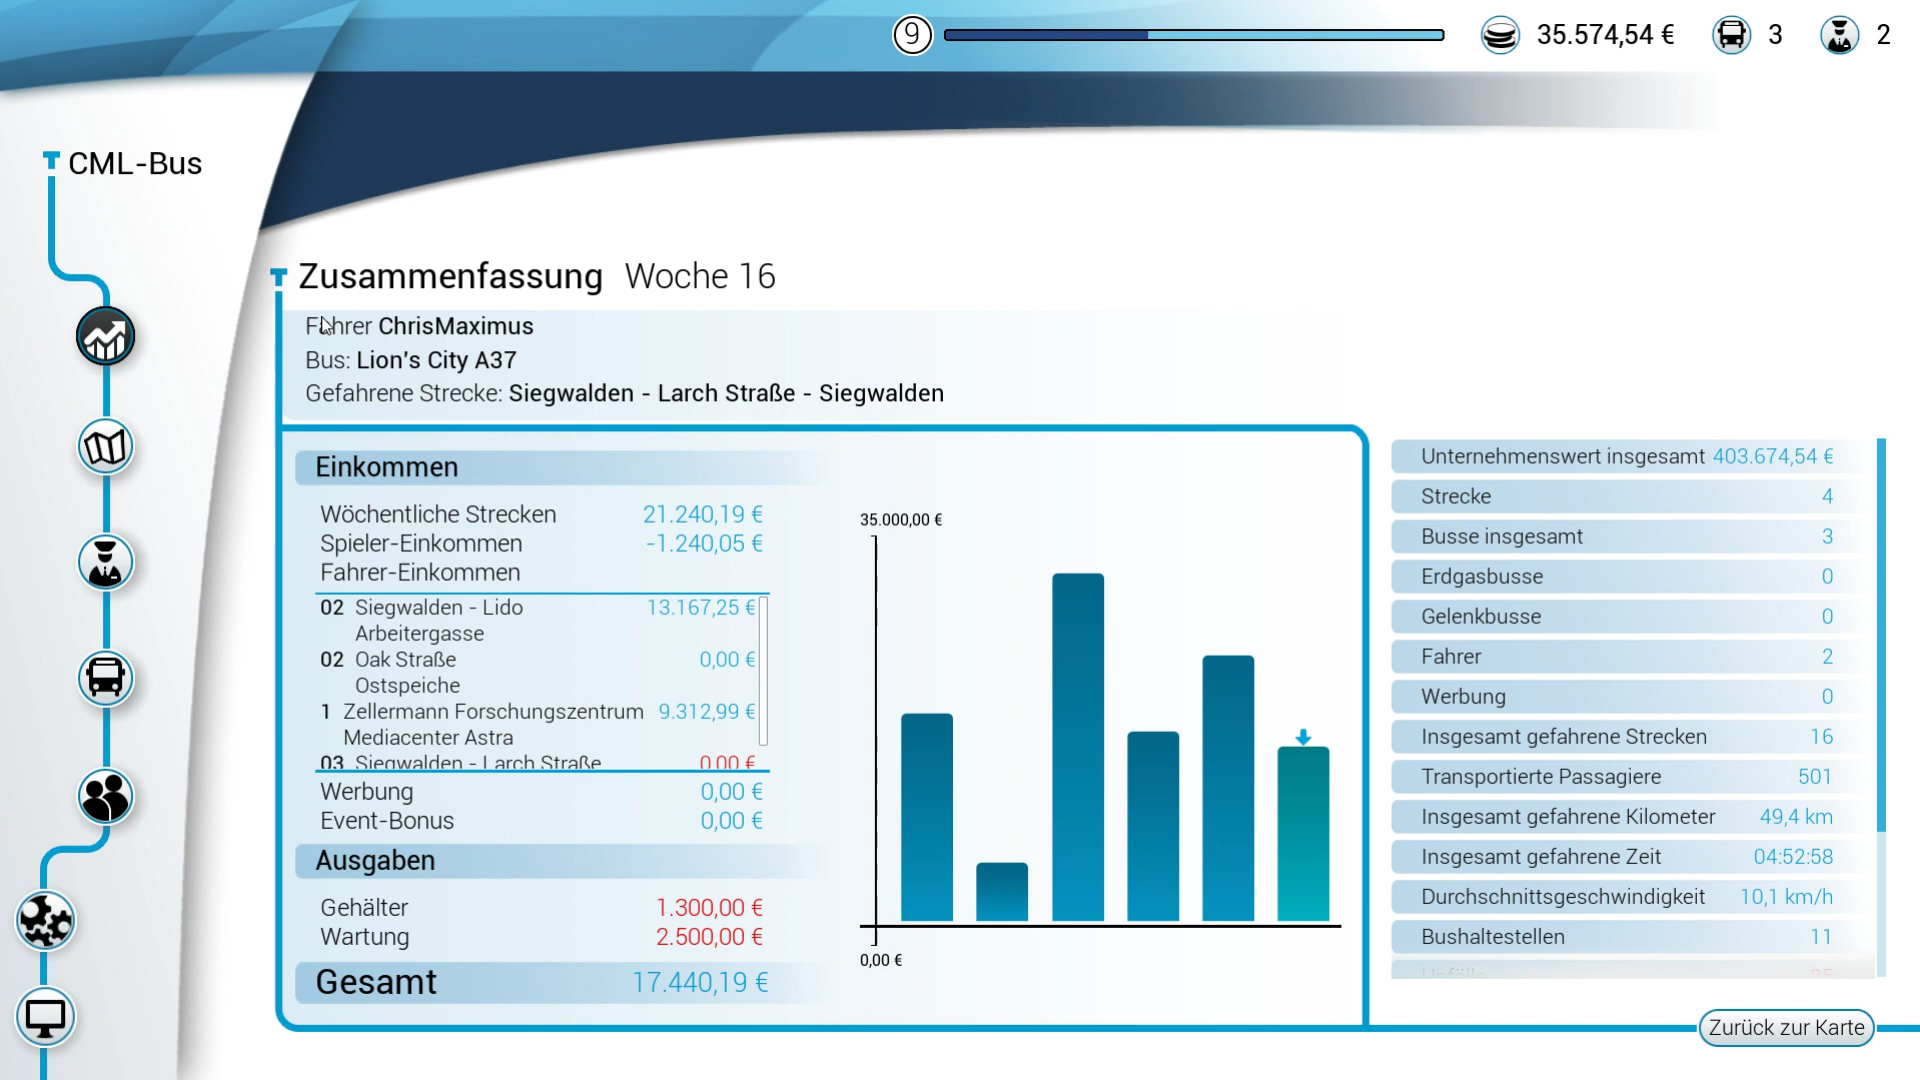 9
35.574,54 €
3
2
CML-Bus
Zusammenfassung Woche 16
Fahrer ChrisMaximus
Bus: Lion's City A37
Gefahrene Strecke: Siegwalden - Larch Straße - Siegwalden
Einkommen
Wöchentliche Strecken 21.240,19 €
Spieler-Einkommen -1.240,05 €
Fahrer-Einkommen
02 Siegwalden - Lido 13.167,25 €
Arbeitergasse
02 Oak Straße 0,00 €
Ostspeiche
1 Zellermann Forschungszentrum 9.312,99 €
Mediacenter Astra
03 Siegwalden - Larch Straße 0,00 €
Werbung 0,00 €
Event-Bonus 0,00 €
Ausgaben
Gehälter 1.300,00 €
Wartung 2.500,00 €
Gesamt 17.440,19 €
35.000,00 €
0,00 €
Unternehmenswert insgesamt 403.674,54 €
Strecke 4
Busse insgesamt 3
Erdgasbusse 0
Gelenkbusse 0
Fahrer 2
Werbung 0
Insgesamt gefahrene Strecken 16
Transportierte Passagiere 501
Insgesamt gefahrene Kilometer 49,4 km
Insgesamt gefahrene Zeit 04:52:58
Durchschnittsgeschwindigkeit 10,1 km/h
Bushaltestellen 11
Zurück zur Karte